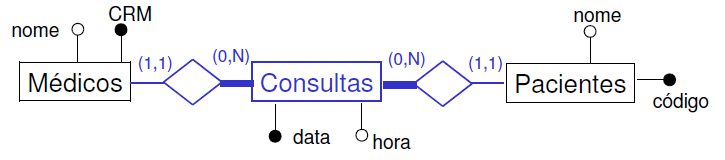 CRM
nome
nome
(1,1)
(0,N)
(0,N)
(1,1)
Médicos
Consultas
Pacientes
código
data
hora